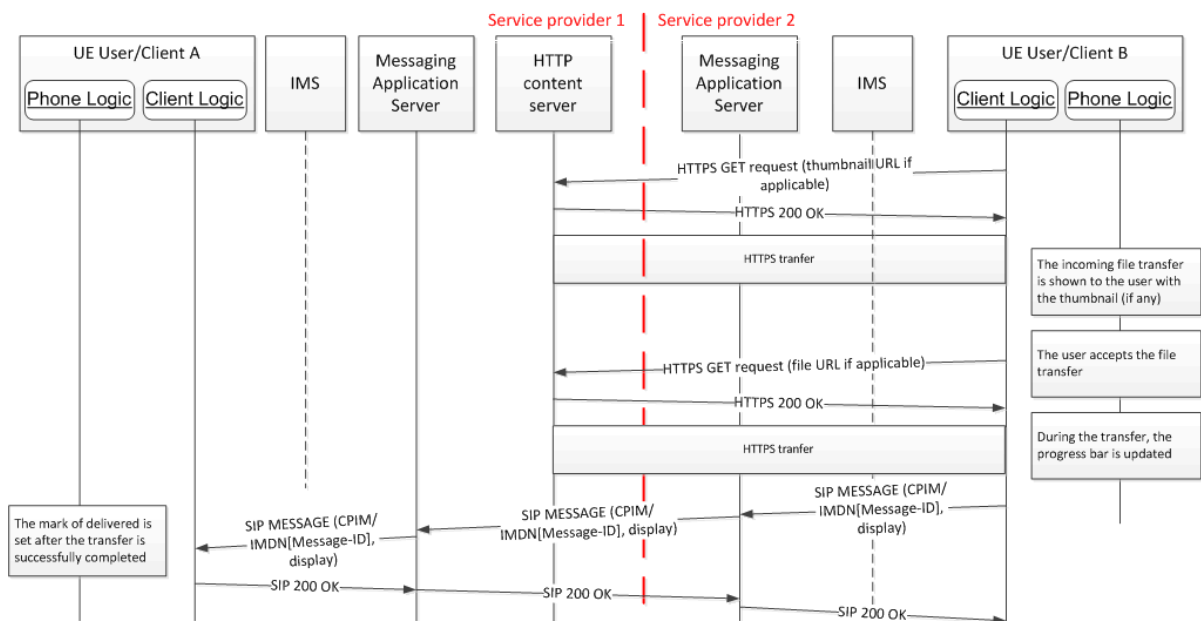 Service provider 1
Service provider 2
UE User/Client A
Phone Logic
Client Logic
IMS
Messaging
Application
Server
HTTP
content
server
Messaging
Application
Server
IMS
UE User/Client B
Client Logic
Phone Logic
HTTPS GET request (thumbnail URL if
applicable)
HTTPS 200 OK
HTTPS tranfer
The incoming file transfer
is shown to the user with
the thumbnail (if any)
The user accepts the file
transfer
HTTPS GET request (file URL if applicable)
HTTPS 200 OK
HTTPS tranfer
During the transfer, the
progress bar is updated
SIP MESSAGE (CPIM/
IMDN[Message-ID],
display)
SIP MESSAGE (CPIM/
IMDN[Message-ID], display)
SIP MESSAGE (CPIM/
IMDN[Message-ID],
display)
The mark of delivered is
set after the transfer is
successfully completed
SIP 200 OK
SIP 200 OK
SIP 200 OK